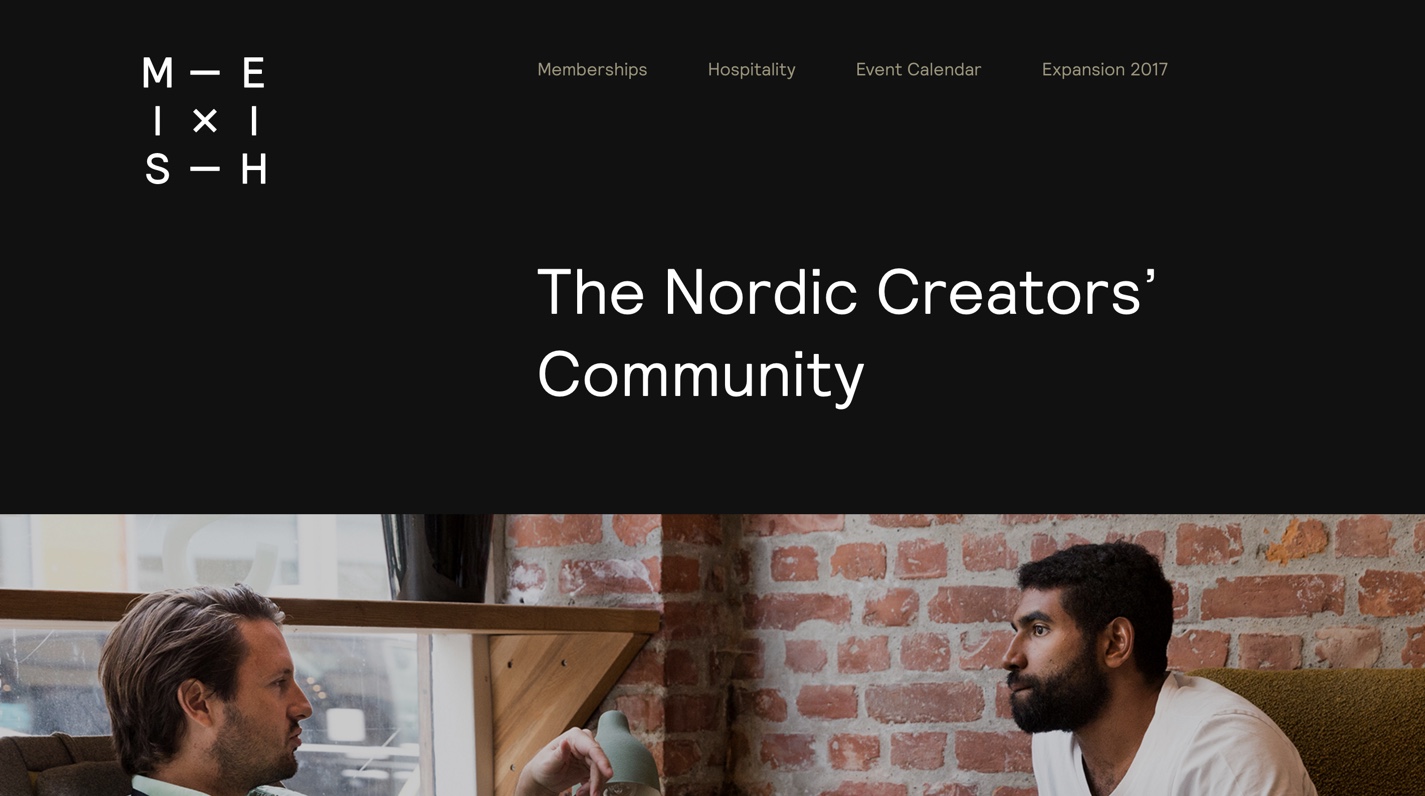 M — E
I × I
S — H
Memberships Hospitality Event Calendar Expansion 2017
The Nordic Creators’
Community